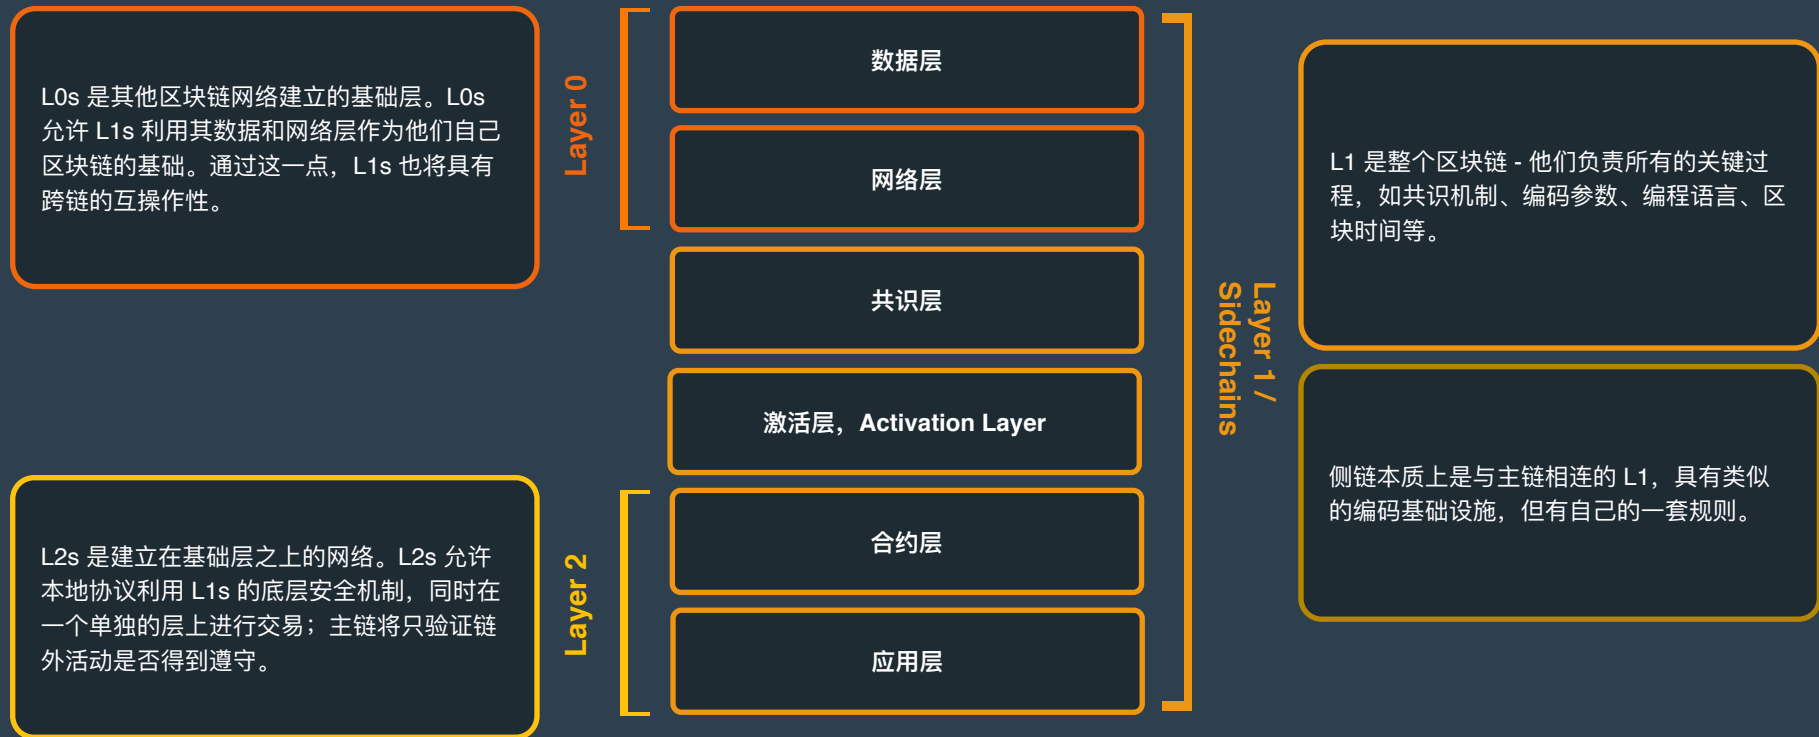 L0s 是其他区块链网络建立的基础层。L0s
允许 L1s 利用其数据和网络层作为他们自己
区块链的基础。通过这一点，L1s 也将具有
跨链的互操作性。
Layer 0
数据层
网络层
共识层
激活层，Activation Layer
合约层
应用层
Layer 2
L2s 是建立在基础层之上的网络。L2s 允许
本地协议利用 L1s 的底层安全机制，同时在
一个单独的层上进行交易；主链将只验证链
外活动是否得到遵守。
Layer 1 /
Sidechains
L1 是整个区块链 - 他们负责所有的关键过
程，如共识机制、编码参数、编程语言、区
块时间等。
侧链本质上是与主链相连的 L1，具有类似
的编码基础设施，但有自己的一套规则。